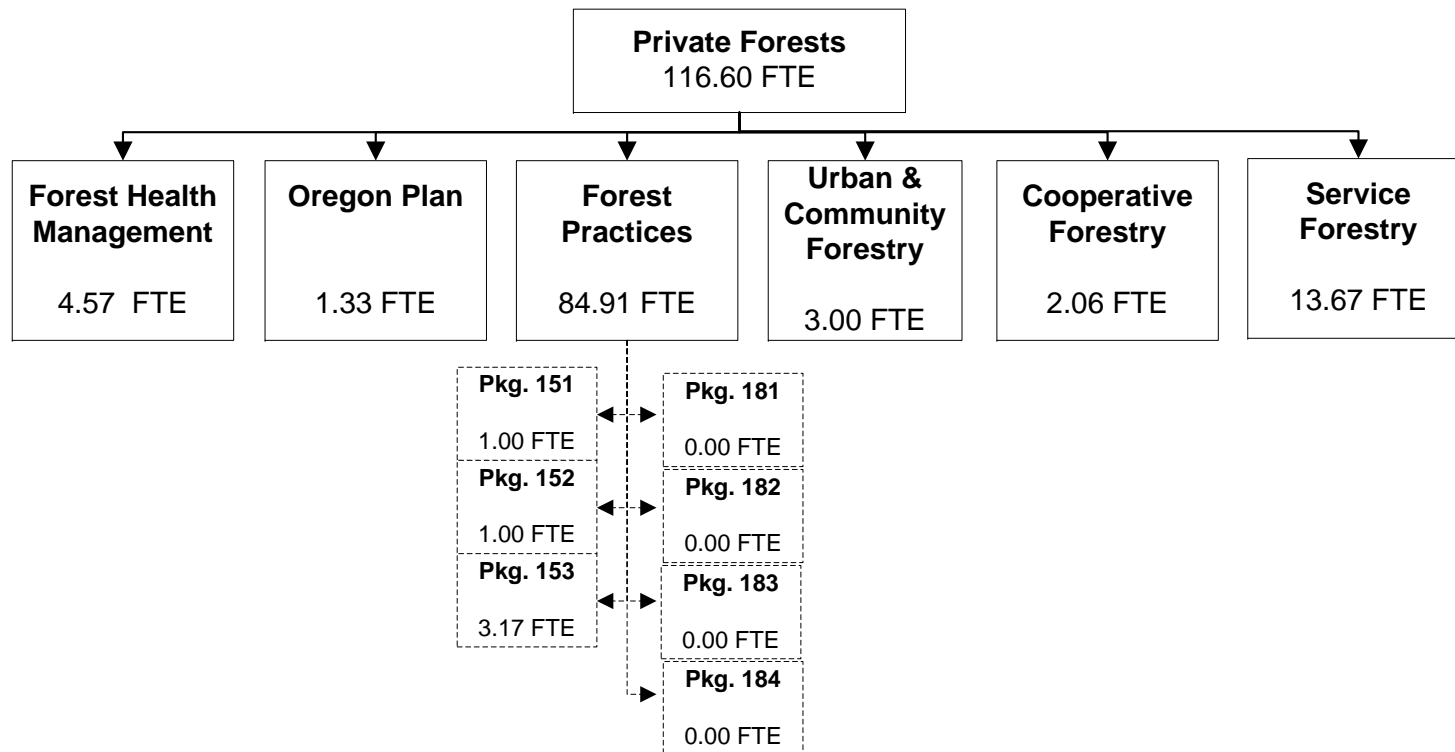 Private Forests
116.60 FTE
Forest Health
Management
4.57 FTE
Oregon Plan
1.33 FTE
Forest
Practices
84.91 FTE
Urban &
Community
Forestry
3.00 FTE
Cooperative
Forestry
2.06 FTE
Service
Forestry
13.67 FTE
Pkg. 151
1.00 FTE
Pkg. 152
1.00 FTE
Pkg. 153
3.17 FTE
Pkg. 181
0.00 FTE
Pkg. 182
0.00 FTE
Pkg. 183
0.00 FTE
Pkg. 184
0.00 FTE